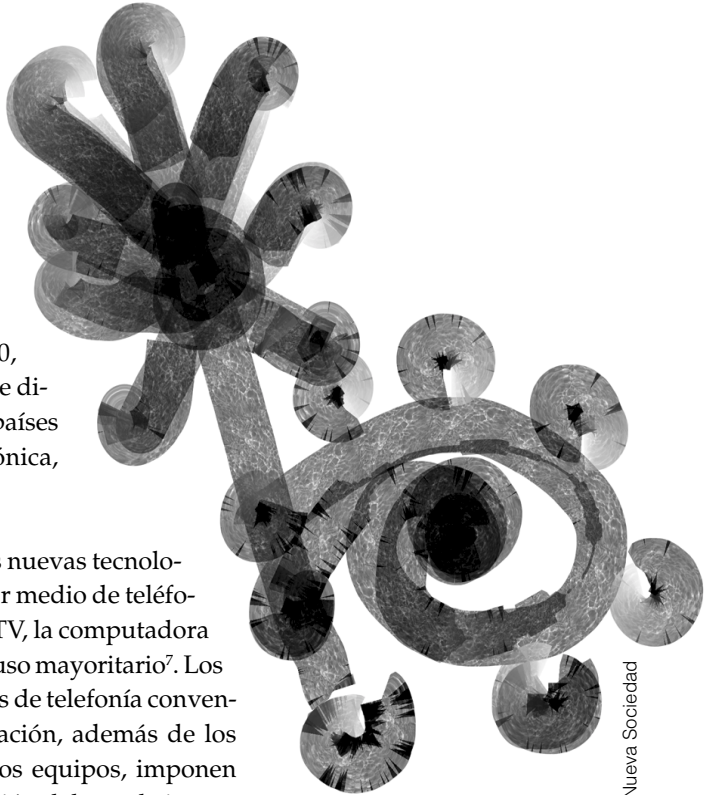 0,
e di-
países
ónica,
s nuevas tecnolo-
r medio de teléfo-
TV, la computadora
uso mayoritario⁷. Los
s de telefonía conven-
ación, además de los
os equipos, imponen
Nueva Sociedad